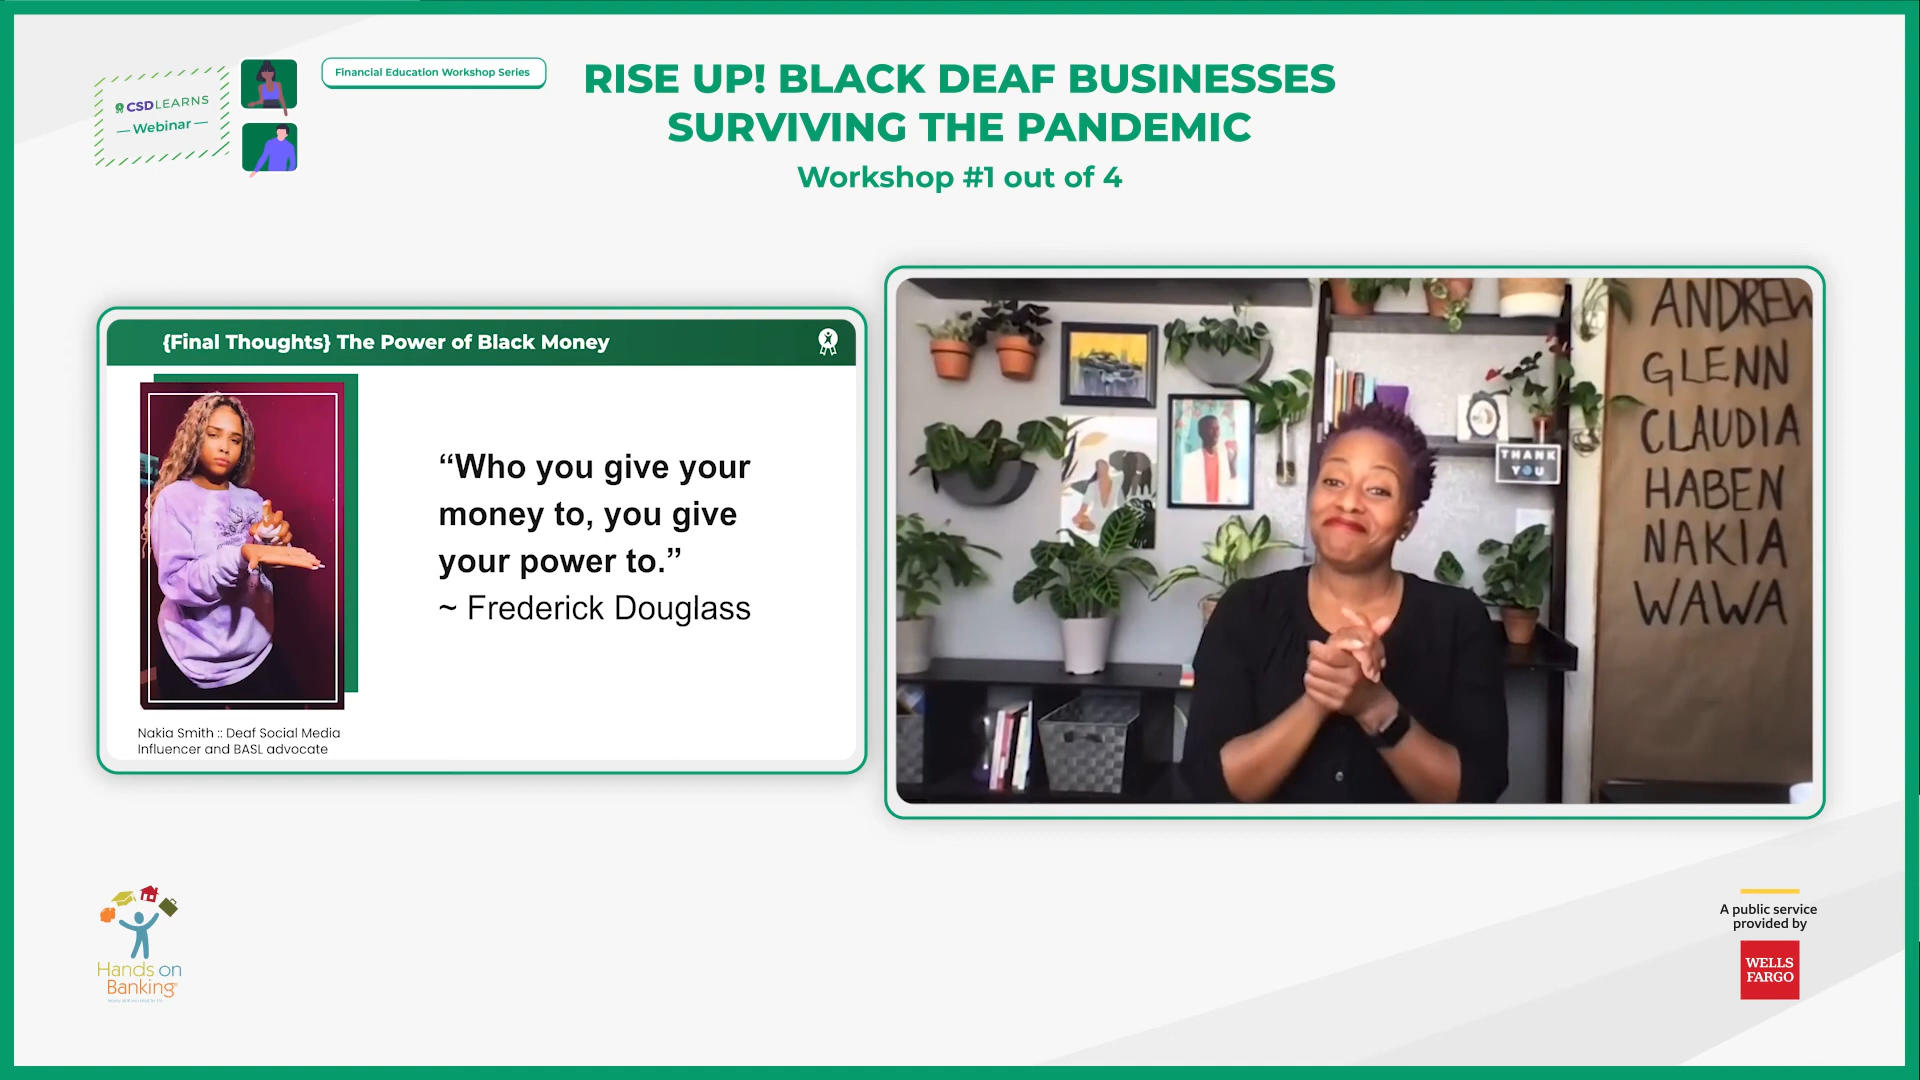 CSDLEARNS
Webinar
Financial Education Workshop Series
RISE UP! BLACK DEAF BUSINESSES
SURVIVING THE PANDEMIC
Workshop #1 out of 4
{Final Thoughts} The Power of Black Money
“Who you give your
money to, you give
your power to.”
~ Frederick Douglass
Nakia Smith :: Deaf Social Media
Influencer and BASL advocate
THANK
YOU
ANDREW
GLENN
CLAUDIA
HABEN
NAKIA
WAWA
Hands on
Banking®
A public service
provided by
WELLS
FARGO